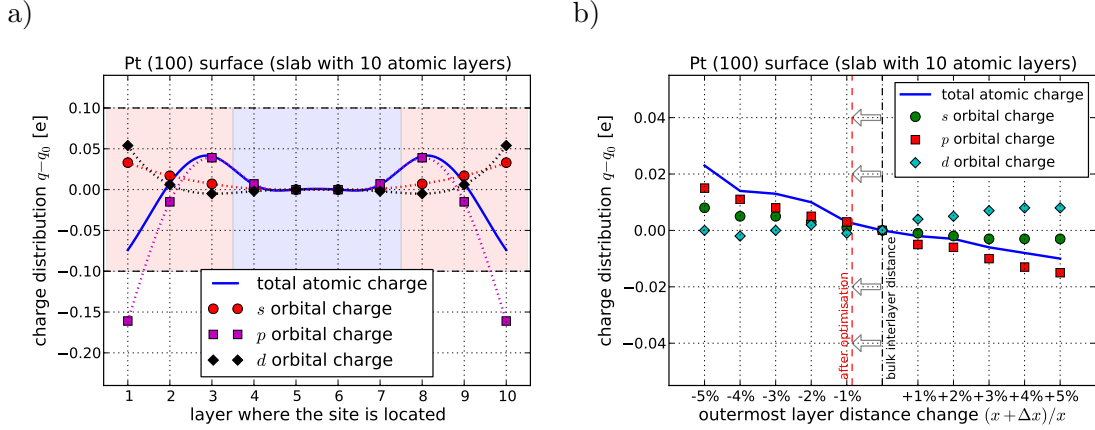 a)
Pt (100) surface (slab with 10 atomic layers)
charge distribution q−q₀ [e]
0.10
0.05
0.00
−0.05
−0.10
−0.15
−0.20
total atomic charge
s orbital charge
p orbital charge
d orbital charge
1 2 3 4 5 6 7 8 9 10
layer where the site is located
b)
Pt (100) surface (slab with 10 atomic layers)
charge distribution q−q₀ [e]
0.04
0.02
0.00
−0.02
−0.04
total atomic charge
s orbital charge
p orbital charge
d orbital charge
after optimisation
bulk interlayer distance
-5% -4% -3% -2% -1% +1% +2% +3% +4% +5%
outermost layer distance change (x+Δx)/x